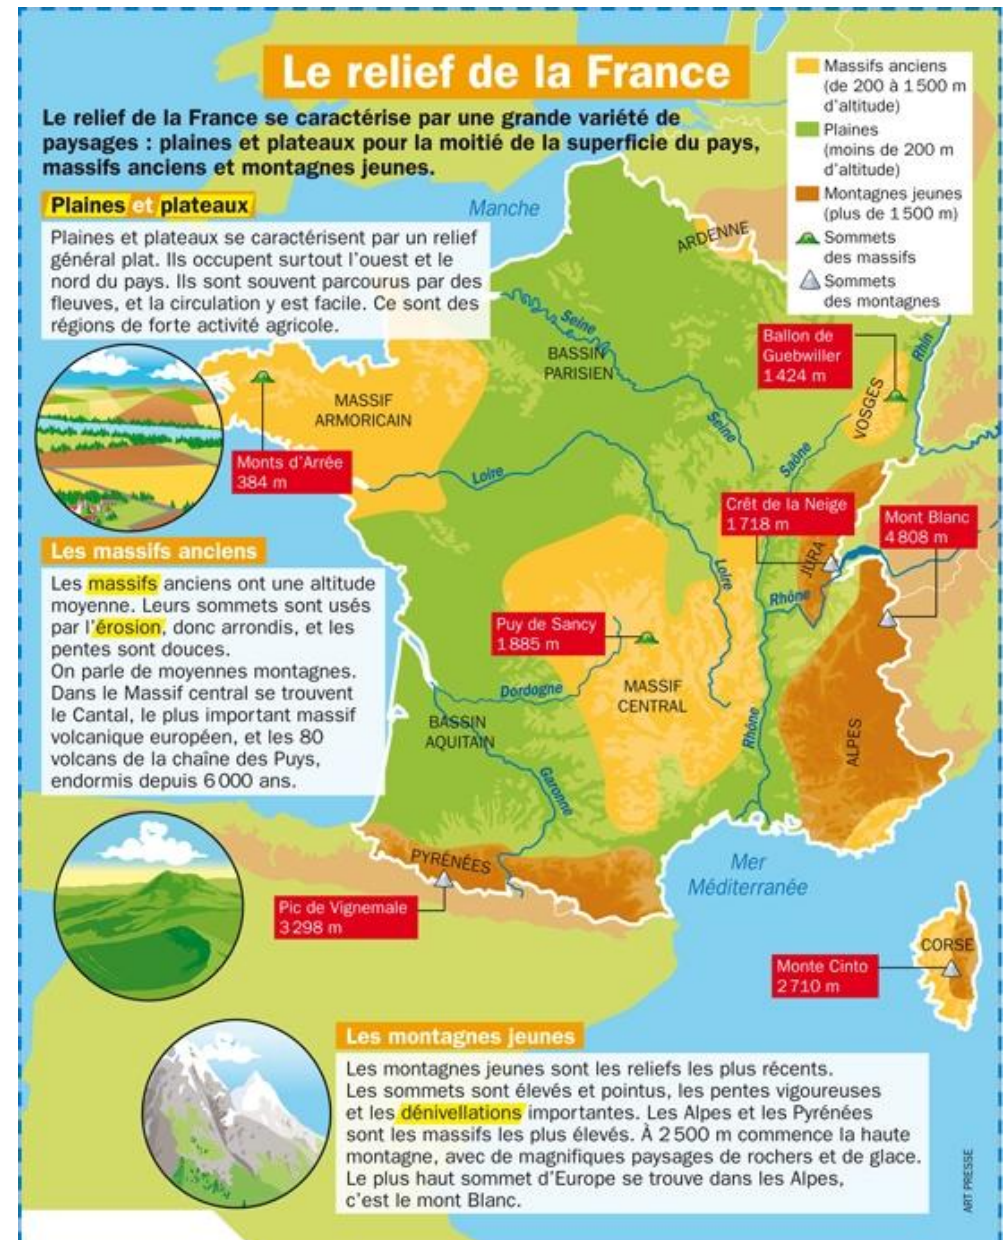 Le relief de la France
Le relief de la France se caractérise par une grande variété de
paysages : plaines et plateaux pour la moitié de la superficie du pays,
massifs anciens et montagnes jeunes.
Massifs anciens
(de 200 à 1 500 m
d'altitude)
Plaines
(moins de 200 m
d'altitude)
Montagnes jeunes
(plus de 1 500 m)
Sommets
des massifs
Sommets
des montagnes
Plaines et plateaux
Plaines et plateaux se caractérisent par un relief
général plat. Ils occupent surtout l'ouest et le
nord du pays. Ils sont souvent parcourus par des
fleuves, et la circulation y est facile. Ce sont des
régions de forte activité agricole.
Manche
ARDENNE
Seine
BASSIN
PARISIEN
Ballon de
Guebwiller
1 424 m
Rhin
VOSGES
MASSIF
ARMORICAIN
Seine
Saône
Monts d'Arrée
384 m
Loire
Crêt de la Neige
1 718 m
Mont Blanc
4 808 m
JURA
Loire
Rhône
Les massifs anciens
Les massifs anciens ont une altitude
moyenne. Leurs sommets sont usés
par l'érosion, donc arrondis, et les
pentes sont douces.
On parle de moyennes montagnes.
Dans le Massif central se trouvent
le Cantal, le plus important massif
volcanique européen, et les 80
volcans de la chaîne des Puys,
endormis depuis 6 000 ans.
Puy de Sancy
1 885 m
Dordogne
MASSIF
CENTRAL
BASSIN
AQUITAIN
Rhône
ALPES
Garonne
PYRÉNÉES
Mer
Méditerranée
Pic de Vignemale
3 298 m
CORSE
Monte Cinto
2 710 m
Les montagnes jeunes
Les montagnes jeunes sont les reliefs les plus récents.
Les sommets sont élevés et pointus, les pentes vigoureuses
et les dénivellations importantes. Les Alpes et les Pyrénées
sont les massifs les plus élevés. À 2 500 m commence la haute
montagne, avec de magnifiques paysages de rochers et de glace.
Le plus haut sommet d'Europe se trouve dans les Alpes,
c'est le mont Blanc.
ART PRESSE